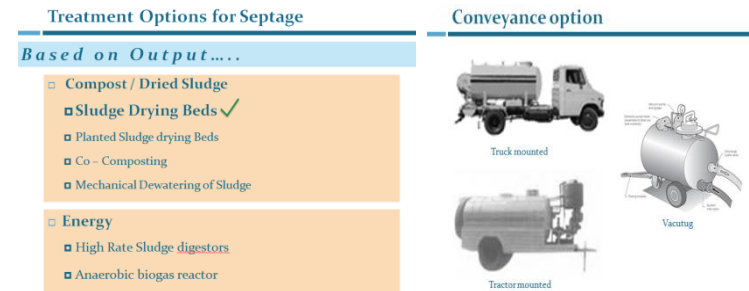 Treatment Options for Septage
Based on Output.....
Compost / Dried Sludge
Sludge Drying Beds
Planted Sludge drying Beds
Co – Composting
Mechanical Dewatering of Sludge
Energy
High Rate Sludge digestors
Anaerobic biogas reactor
Conveyance option
Truck mounted
Vacutug
Tractor mounted